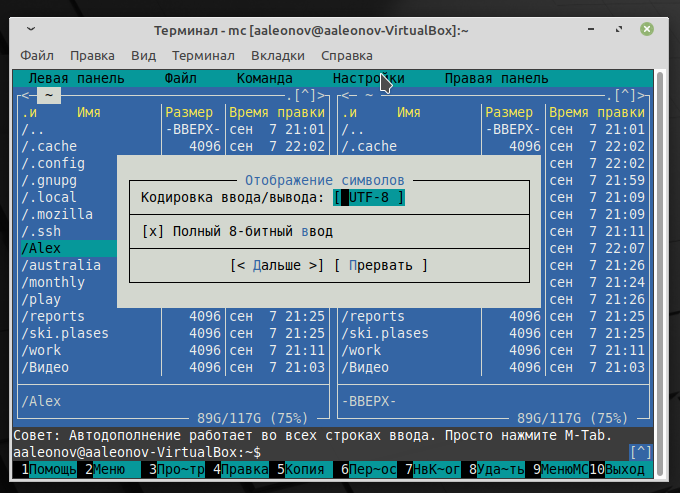 Терминал - mc [aaleonov@aaleonov-VirtualBox]:~
Файл Правка Вид Терминал Вкладки Справка
Левая панель Файл Команда Настройки Правая панель
<— ~ .[^]> <— ~ .[^]>
.и Имя Размер Время правки .и Имя Размер Время правки
/.. -ВВЕРХ- сен 7 21:01 /.. -ВВЕРХ- сен 7 21:01
/.cache 4096 сен 7 22:02 /.cache 4096 сен 7 22:02
/.config сен 7 22:02
/.gnupg сен 7 21:59
/.local сен 7 21:09
/.mozilla сен 7 21:09
/.ssh сен 7 21:11
/Alex сен 7 22:07
/australia сен 7 21:26
/monthly сен 7 21:24
/play сен 7 21:26
Отображение символов
Кодировка ввода/вывода: [ UTF-8 ]
[x] Полный 8-битный ввод
[< Дальше >] [ Прервать ]
/reports 4096 сен 7 21:25 /reports 4096 сен 7 21:25
/ski.plases 4096 сен 7 21:25 /ski.plases 4096 сен 7 21:25
/work 4096 сен 7 21:11 /work 4096 сен 7 21:11
/Видео 4096 сен 7 21:03 /Видео 4096 сен 7 21:03
/Alex -ВВЕРХ-
89G/117G (75%) 89G/117G (75%)
Совет: Автодополнение работает во всех строках ввода. Просто нажмите M-Tab.
aaleonov@aaleonov-VirtualBox:~$ [^]
1Помощь 2Меню 3Про~тр 4Правка 5Копия 6Пер~ос 7НвК~ог 8Уда~ть 9МенюМС 10Выход